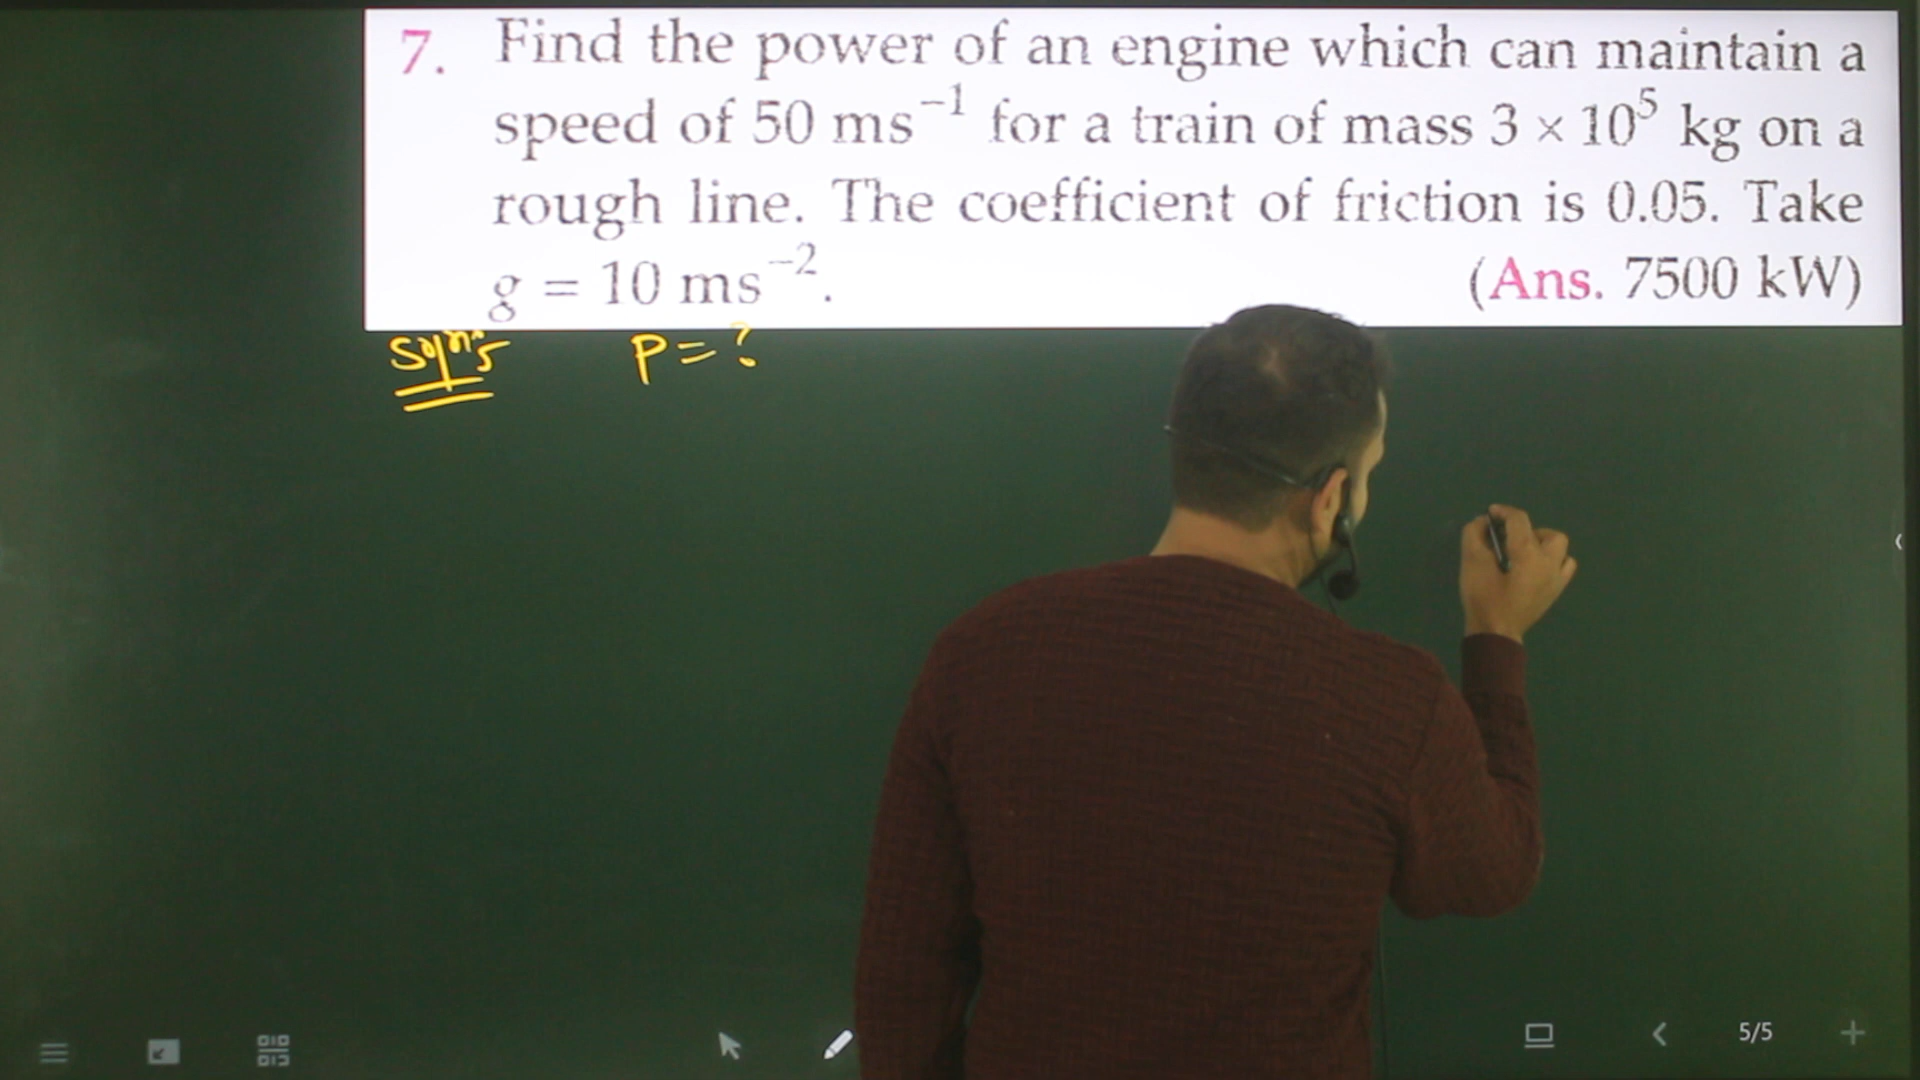 7. Find the power of an engine which can maintain a
speed of 50 ms⁻¹ for a train of mass 3 × 10⁵ kg on a
rough line. The coefficient of friction is 0.05. Take
g = 10 ms⁻². (Ans. 7500 kW)
P = ?
5/5